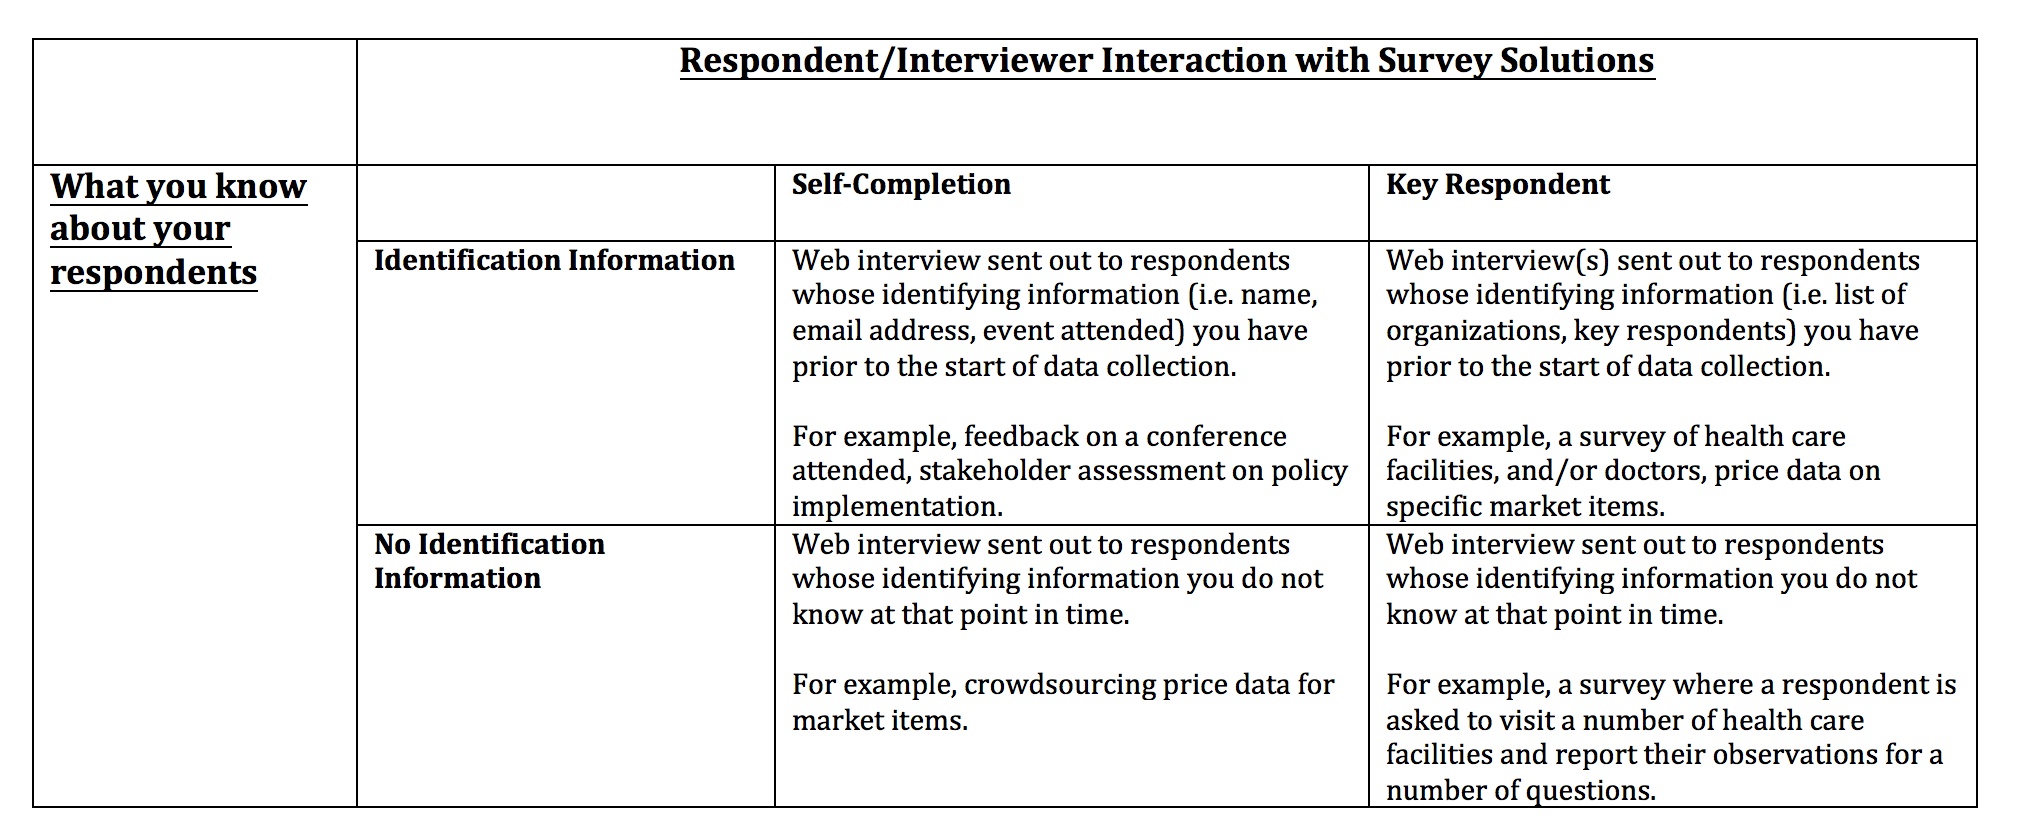 Respondent/Interviewer Interaction with Survey Solutions
What you know
about your
respondents
Self-Completion
Key Respondent
Identification Information
Web interview sent out to respondents
whose identifying information (i.e. name,
email address, event attended) you have
prior to the start of data collection.
For example, feedback on a conference
attended, stakeholder assessment on policy
implementation.
Web interview(s) sent out to respondents
whose identifying information (i.e. list of
organizations, key respondents) you have
prior to the start of data collection.
For example, a survey of health care
facilities, and/or doctors, price data on
specific market items.
No Identification
Information
Web interview sent out to respondents
whose identifying information you do not
know at that point in time.
For example, crowdsourcing price data for
market items.
Web interview sent out to respondents
whose identifying information you do not
know at that point in time.
For example, a survey where a respondent is
asked to visit a number of health care
facilities and report their observations for a
number of questions.